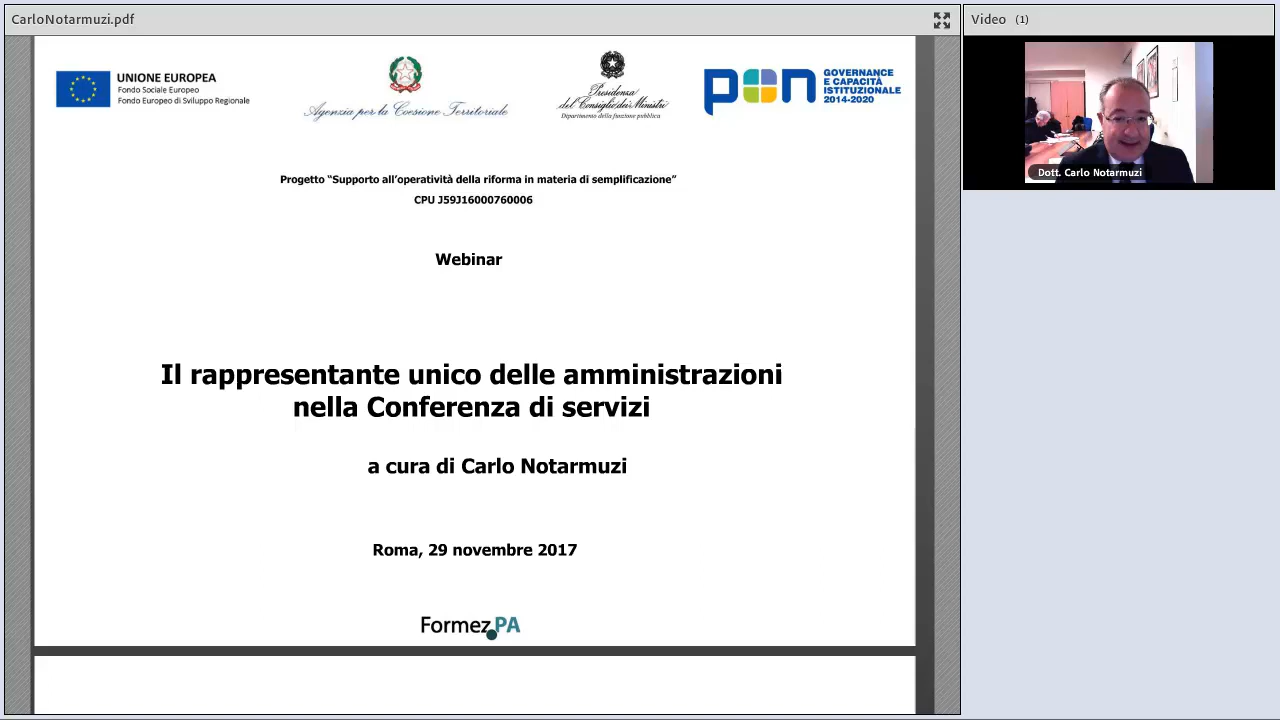 CarloNotarmuzi.pdf
Video (1)
UNIONE EUROPEA
Fondo Sociale Europeo
Fondo Europeo di Sviluppo Regionale
Agenzia per la Coesione Territoriale
Presidenza
del Consiglio dei Ministri
Dipartimento della funzione pubblica
pon
GOVERNANCE
E CAPACITÀ
ISTITUZIONALE
2014-2020
Dott. Carlo Notarmuzi
Progetto “Supporto all’operatività della riforma in materia di semplificazione”
CPU J59J16000760006
Webinar
Il rappresentante unico delle amministrazioni
nella Conferenza di servizi
a cura di Carlo Notarmuzi
Roma, 29 novembre 2017
Formez PA